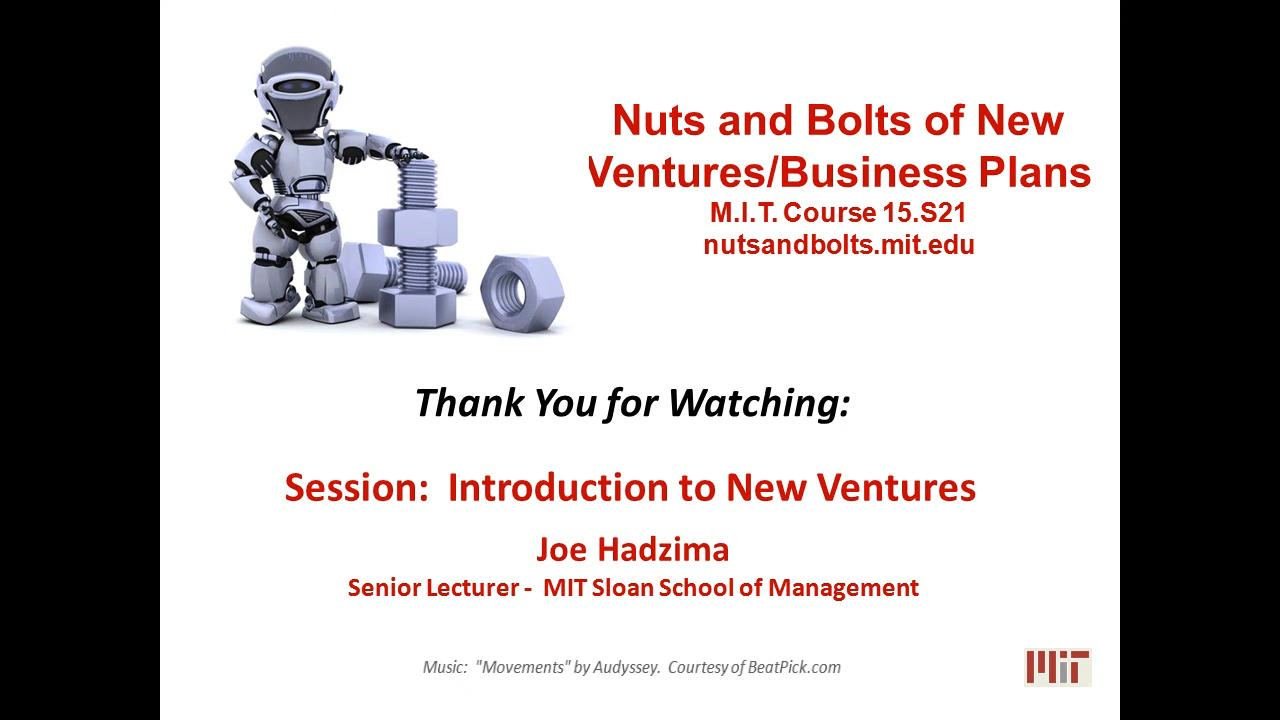 Nuts and Bolts of New
Ventures/Business Plans
M.I.T. Course 15.S21
nutsandbolts.mit.edu
Thank You for Watching:
Session:  Introduction to New Ventures
Joe Hadzima
Senior Lecturer -  MIT Sloan School of Management
Music:  "Movements" by Audyssey.  Courtesy of BeatPick.com
MIT